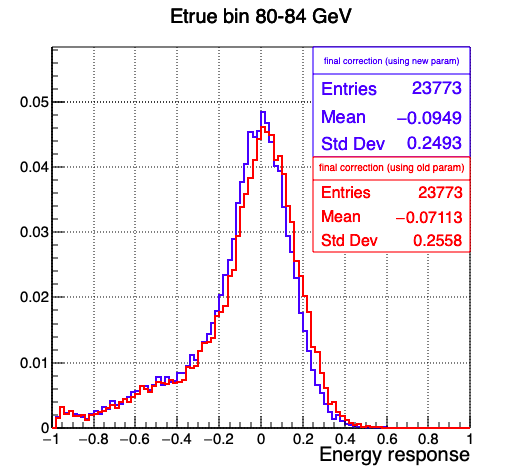 Etrue bin 80-84 GeV
final correction (using new param)
Entries 23773
Mean −0.0949
Std Dev 0.2493
final correction (using old param)
Entries 23773
Mean −0.07113
Std Dev 0.2558
0.05
0.04
0.03
0.02
0.01
0
−1 −0.8 −0.6 −0.4 −0.2 0 0.2 0.4 0.6 0.8 1
Energy response